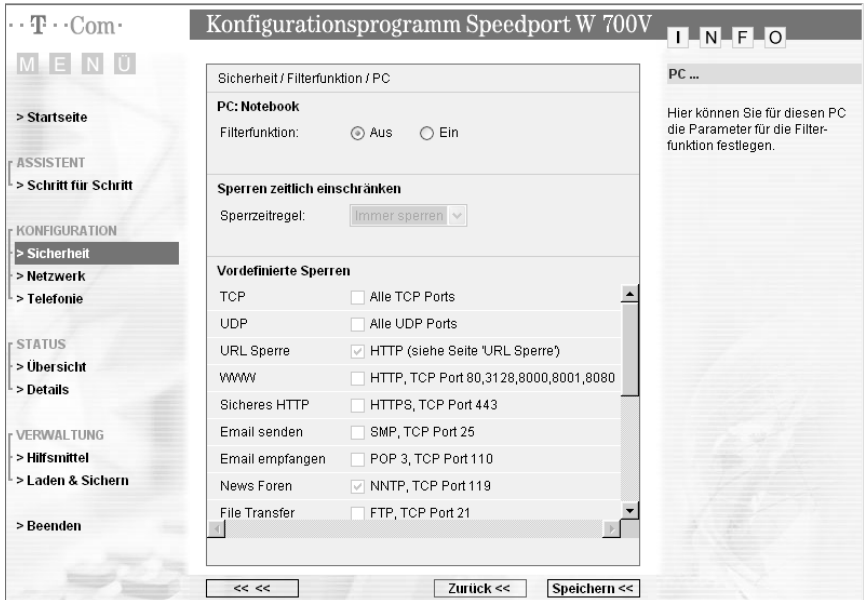 ··T··Com·
Konfigurationsprogramm Speedport W 700V
INFO
MENÜ
> Startseite
ASSISTENT
> Schritt für Schritt
KONFIGURATION
> Sicherheit
> Netzwerk
> Telefonie
STATUS
> Übersicht
> Details
VERWALTUNG
> Hilfsmittel
> Laden & Sichern
> Beenden
Sicherheit / Filterfunktion / PC
PC: Notebook
Filterfunktion: Aus Ein
Sperren zeitlich einschränken
Sperrzeitregel: Immer sperren
Vordefinierte Sperren
TCP Alle TCP Ports
UDP Alle UDP Ports
URL Sperre HTTP (siehe Seite 'URL Sperre')
WWW HTTP, TCP Port 80,3128,8000,8001,8080
Sicheres HTTP HTTPS, TCP Port 443
Email senden SMP, TCP Port 25
Email empfangen POP 3, TCP Port 110
News Foren NNTP, TCP Port 119
File Transfer FTP, TCP Port 21
<< <<
Zurück <<
Speichern <<
PC ...
Hier können Sie für diesen PC
die Parameter für die Filter-
funktion festlegen.